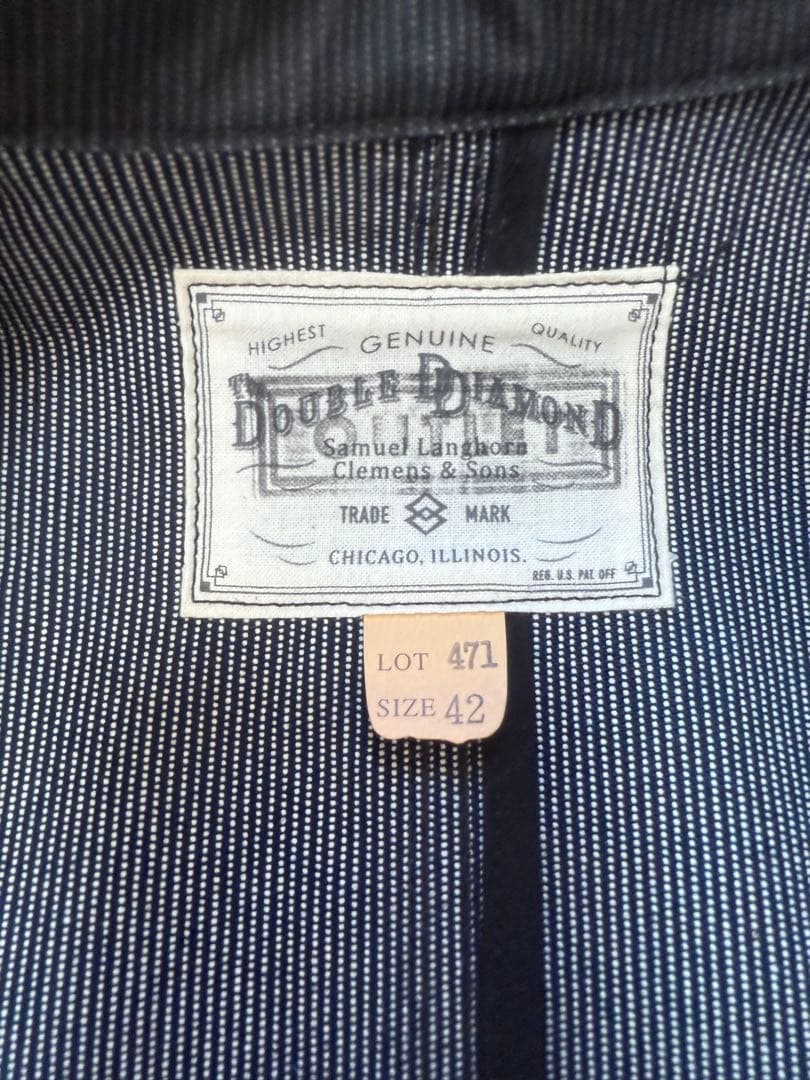 HIGHEST GENUINE QUALITY
THE DOUBLE DIAMOND
OUTLET
Samuel Langhorn
Clemens & Sons
TRADE MARK
CHICAGO, ILLINOIS.
REG. U.S. PAT. OFF
LOT 471
SIZE 42